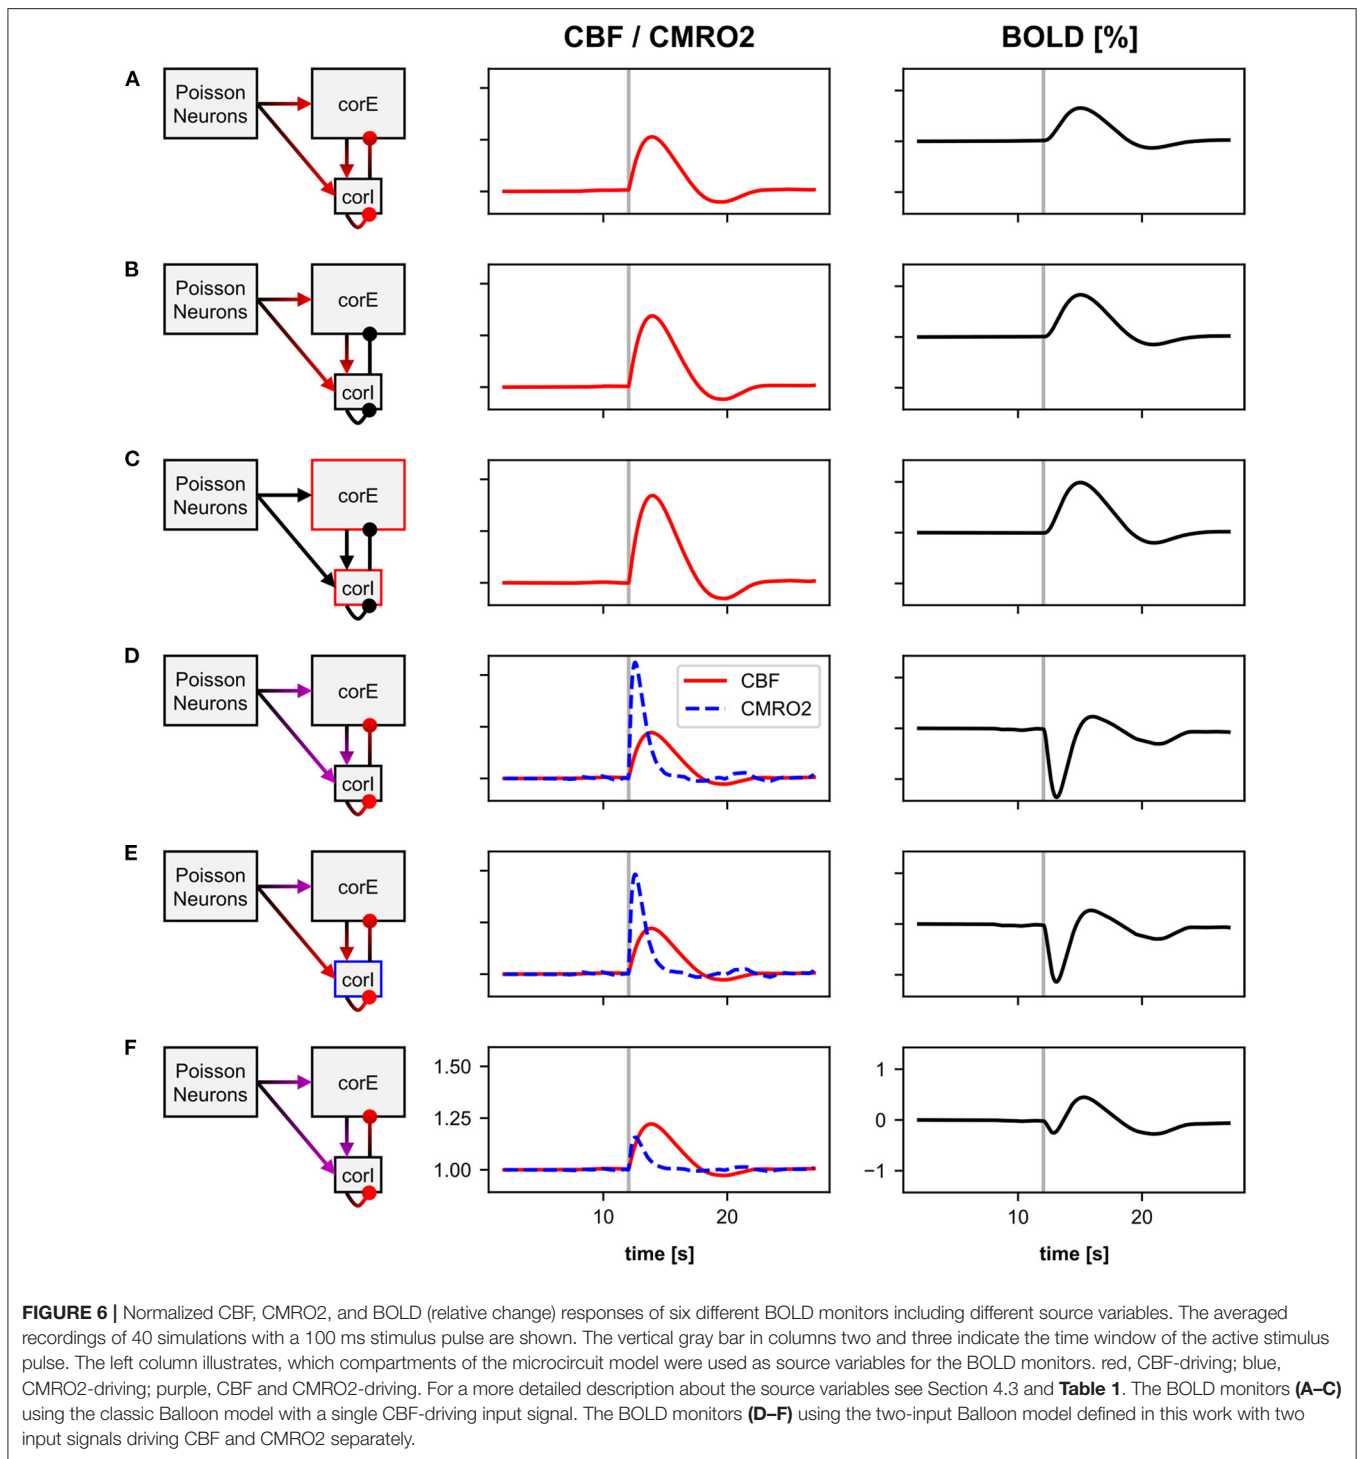 CBF / CMRO2
BOLD [%]
A
Poisson
Neurons
corE
corI
B
Poisson
Neurons
corE
corI
C
Poisson
Neurons
corE
corI
D
Poisson
Neurons
corE
corI
CBF
CMRO2
E
Poisson
Neurons
corE
corI
F
Poisson
Neurons
corE
corI
1.50
1.25
1.00
10
20
time [s]
1
0
−1
10
20
time [s]
FIGURE 6 | Normalized CBF, CMRO2, and BOLD (relative change) responses of six different BOLD monitors including different source variables. The averaged
recordings of 40 simulations with a 100 ms stimulus pulse are shown. The vertical gray bar in columns two and three indicate the time window of the active stimulus
pulse. The left column illustrates, which compartments of the microcircuit model were used as source variables for the BOLD monitors. red, CBF-driving; blue,
CMRO2-driving; purple, CBF and CMRO2-driving. For a more detailed description about the source variables see Section 4.3 and Table 1. The BOLD monitors (A–C)
using the classic Balloon model with a single CBF-driving input signal. The BOLD monitors (D–F) using the two-input Balloon model defined in this work with two
input signals driving CBF and CMRO2 separately.